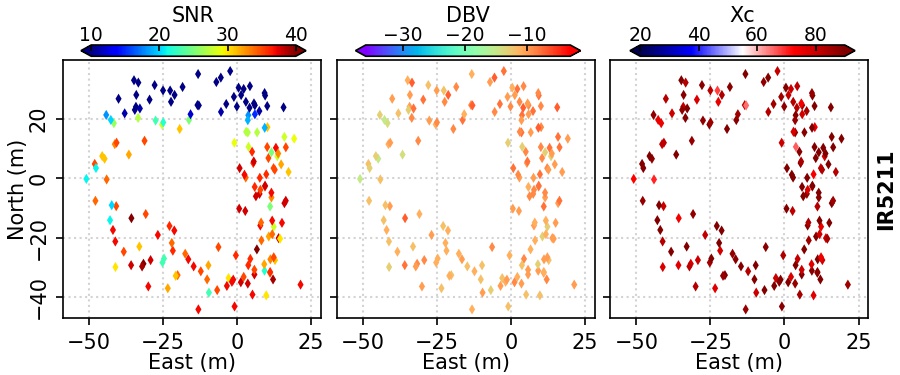 SNR DBV Xc
10 20 30 40 −30 −20 −10 20 40 60 80
North (m)
20
0
−20
−40
−50 −25 0 25 −50 −25 0 25 −50 −25 0 25
East (m) East (m) East (m)
IR5211